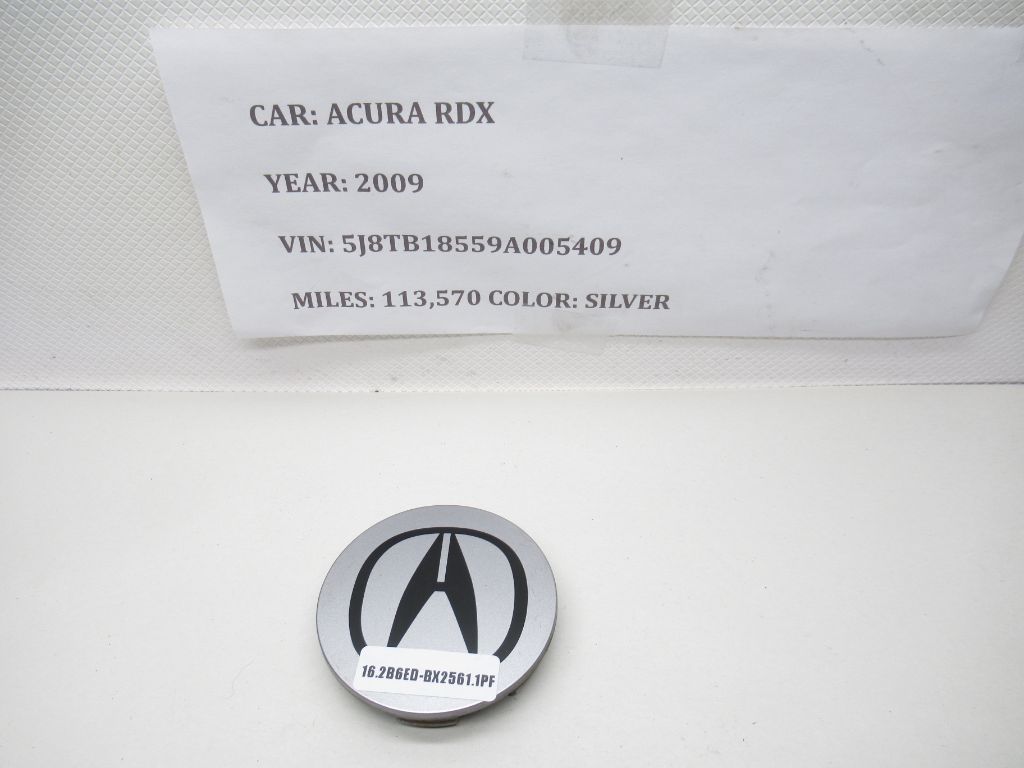 CAR: ACURA RDX
YEAR: 2009
VIN: 5J8TB18559A005409
MILES: 113,570 COLOR: SILVER
16.2B6ED-BX2561.1PF